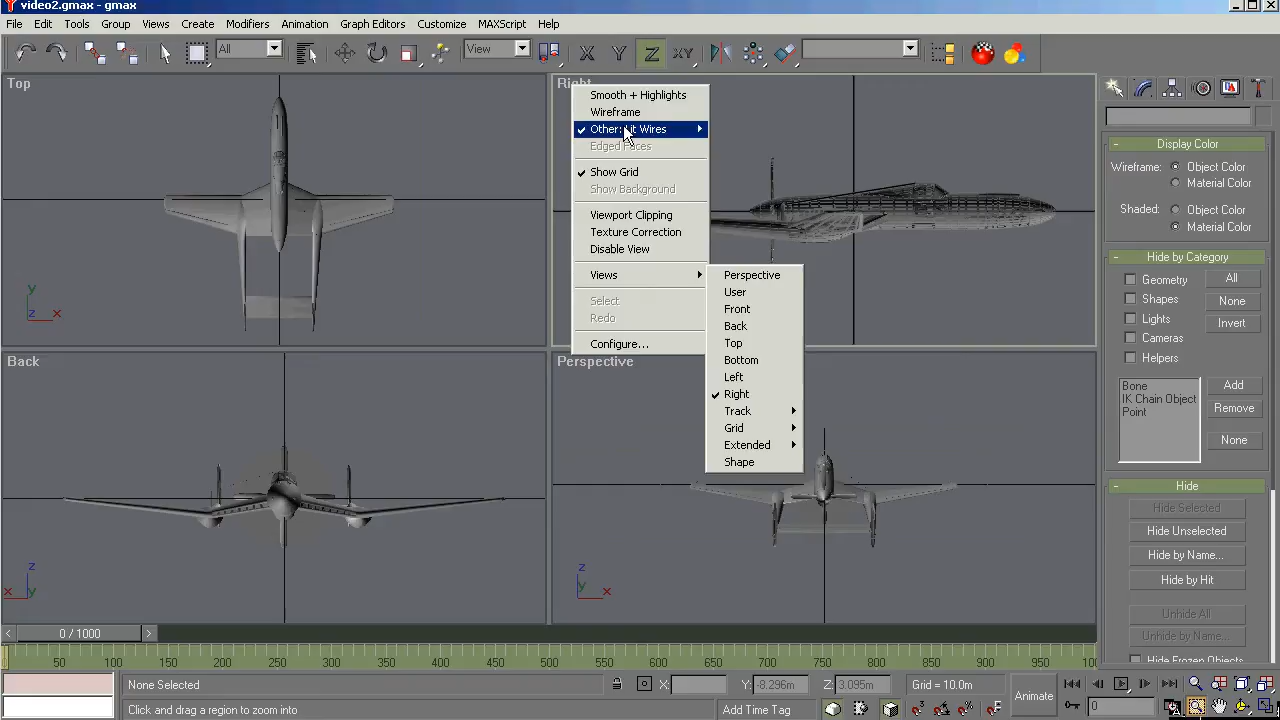 video2.gmax - gmax
File Edit Tools Group Views Create Modifiers Animation Graph Editors Customize MAXScript Help
All
View
X Y Z XY
Top
Right
Smooth + Highlights
Wireframe
Other: Lit Wires
Edged Faces
Show Grid
Show Background
Viewport Clipping
Texture Correction
Disable View
Views
Select
Redo
Configure...
Perspective
User
Front
Back
Top
Bottom
Left
Right
Track
Grid
Extended
Shape
y
z x
Back
z
x y
Perspective
z
y x
- Display Color
Wireframe: Object Color
Material Color
Shaded: Object Color
Material Color
- Hide by Category
Geometry All
Shapes None
Lights Invert
Cameras
Helpers
Bone
IK Chain Object
Point
Add
Remove
None
- Hide
Hide Selected
Hide Unselected
Hide by Name...
Hide by Hit
Unhide All
Unhide by Name...
Hide Frozen Objects
< 0 / 1000 >
50 100 150 200 250 300 350 400 450 500 550 600 650 700 750 800 850 900 950
None Selected
X: Y: -8.296m Z: 3.095m Grid = 10.0m
Animate
Click and drag a region to zoom into
Add Time Tag
0